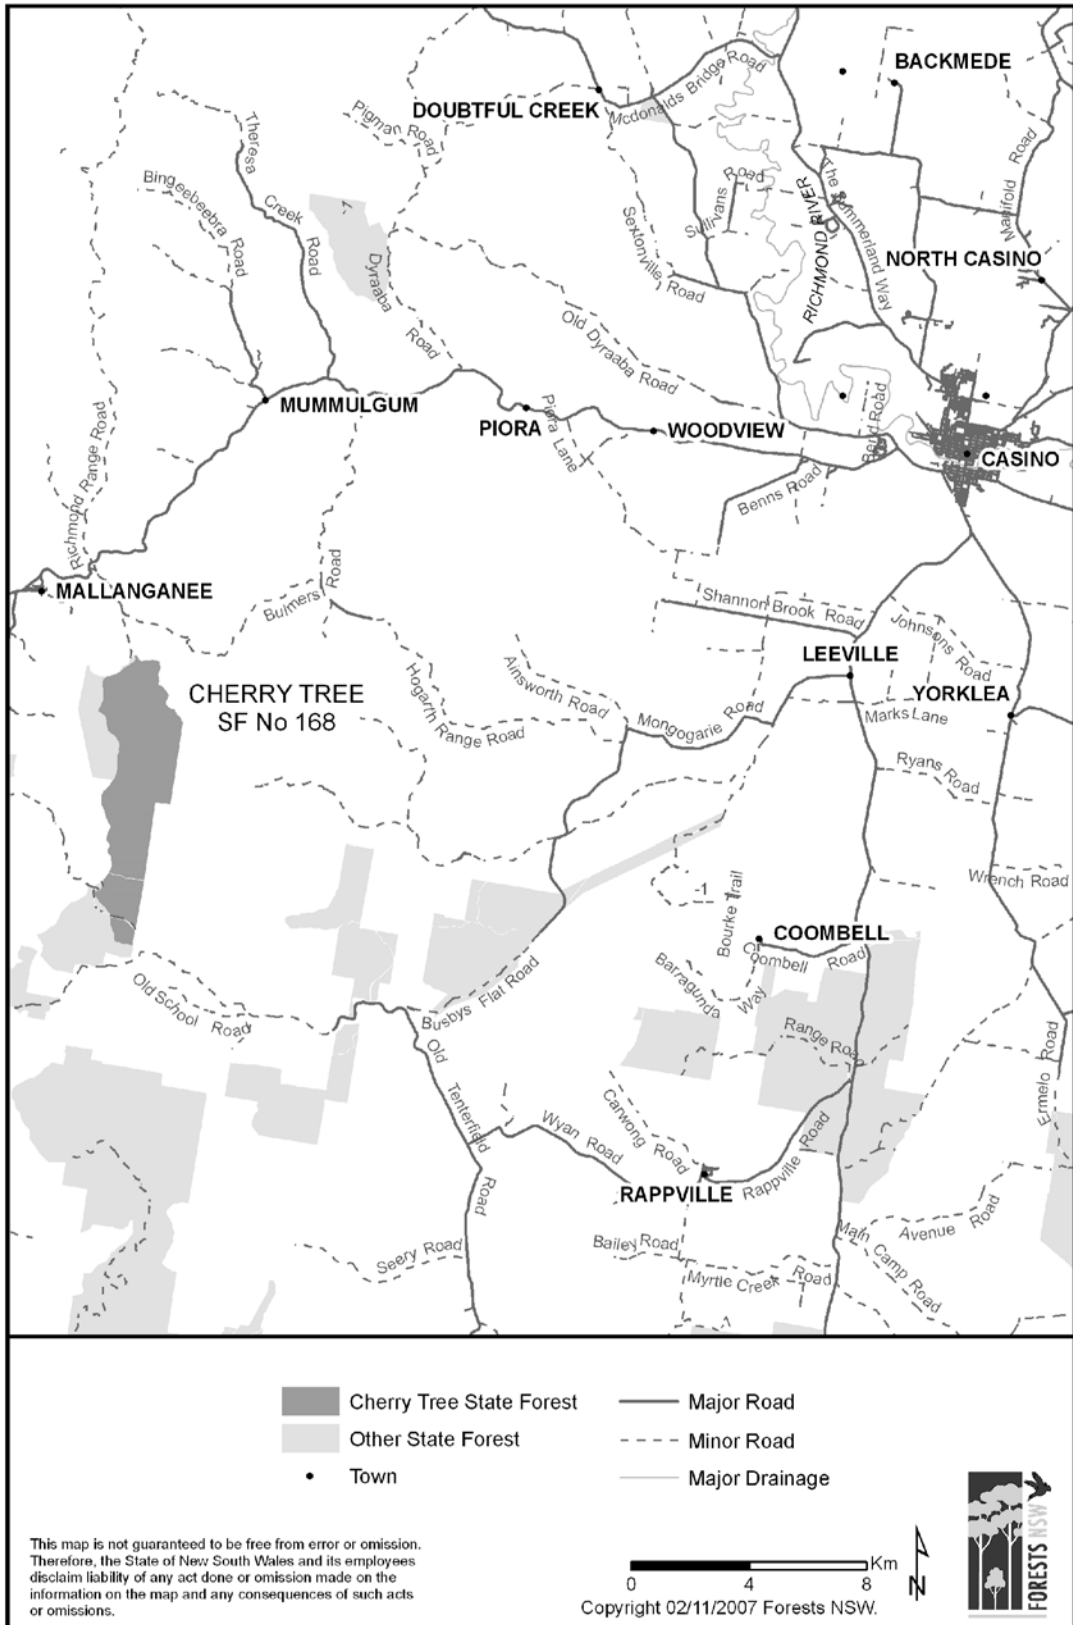 BACKMEDE
DOUBTFUL CREEK
Mcdonalds Bridge Road
Pigman Road
Theresa Creek Road
Bingeebeebra Road
-1
Dyraaba Road
Sullivans Road
Sextonville Road
RICHMOND RIVER
The Summerland Way
Manifold Road
NORTH CASINO
Old Dyraaba Road
MUMMULGUM
PIORA
Piora Lane
WOODVIEW
Bend Road
CASINO
Benns Road
Richmond Range Road
MALLANGANEE
Bulmers Road
Shannon Brook Road
Johnsons Road
LEEVILLE
YORKLEA
CHERRY TREE
SF No 168
Hogarth Range Road
Ainsworth Road
Mongogarie Road
Marks Lane
Ryans Road
Wrench Road
-1
Bourke Trail
COOMBELL
Coombell Road
Barragunda Way
Range Road
Old School Road
Busbys Flat Road
Old Tenterfield Road
Ermelo Road
Wyan Road
Carwong Road
RAPPVILLE
Rappville Road
Seery Road
Bailey Road
Myrtle Creek Road
Main Camp Road
Avenue Road
-1
Cherry Tree State Forest
Other State Forest
Town
Major Road
Minor Road
Major Drainage
This map is not guaranteed to be free from error or omission.
Therefore, the State of New South Wales and its employees
disclaim liability of any act done or omission made on the
information on the map and any consequences of such acts
or omissions.
Km
0 4 8
Copyright 02/11/2007 Forests NSW.
N
FORESTS NSW